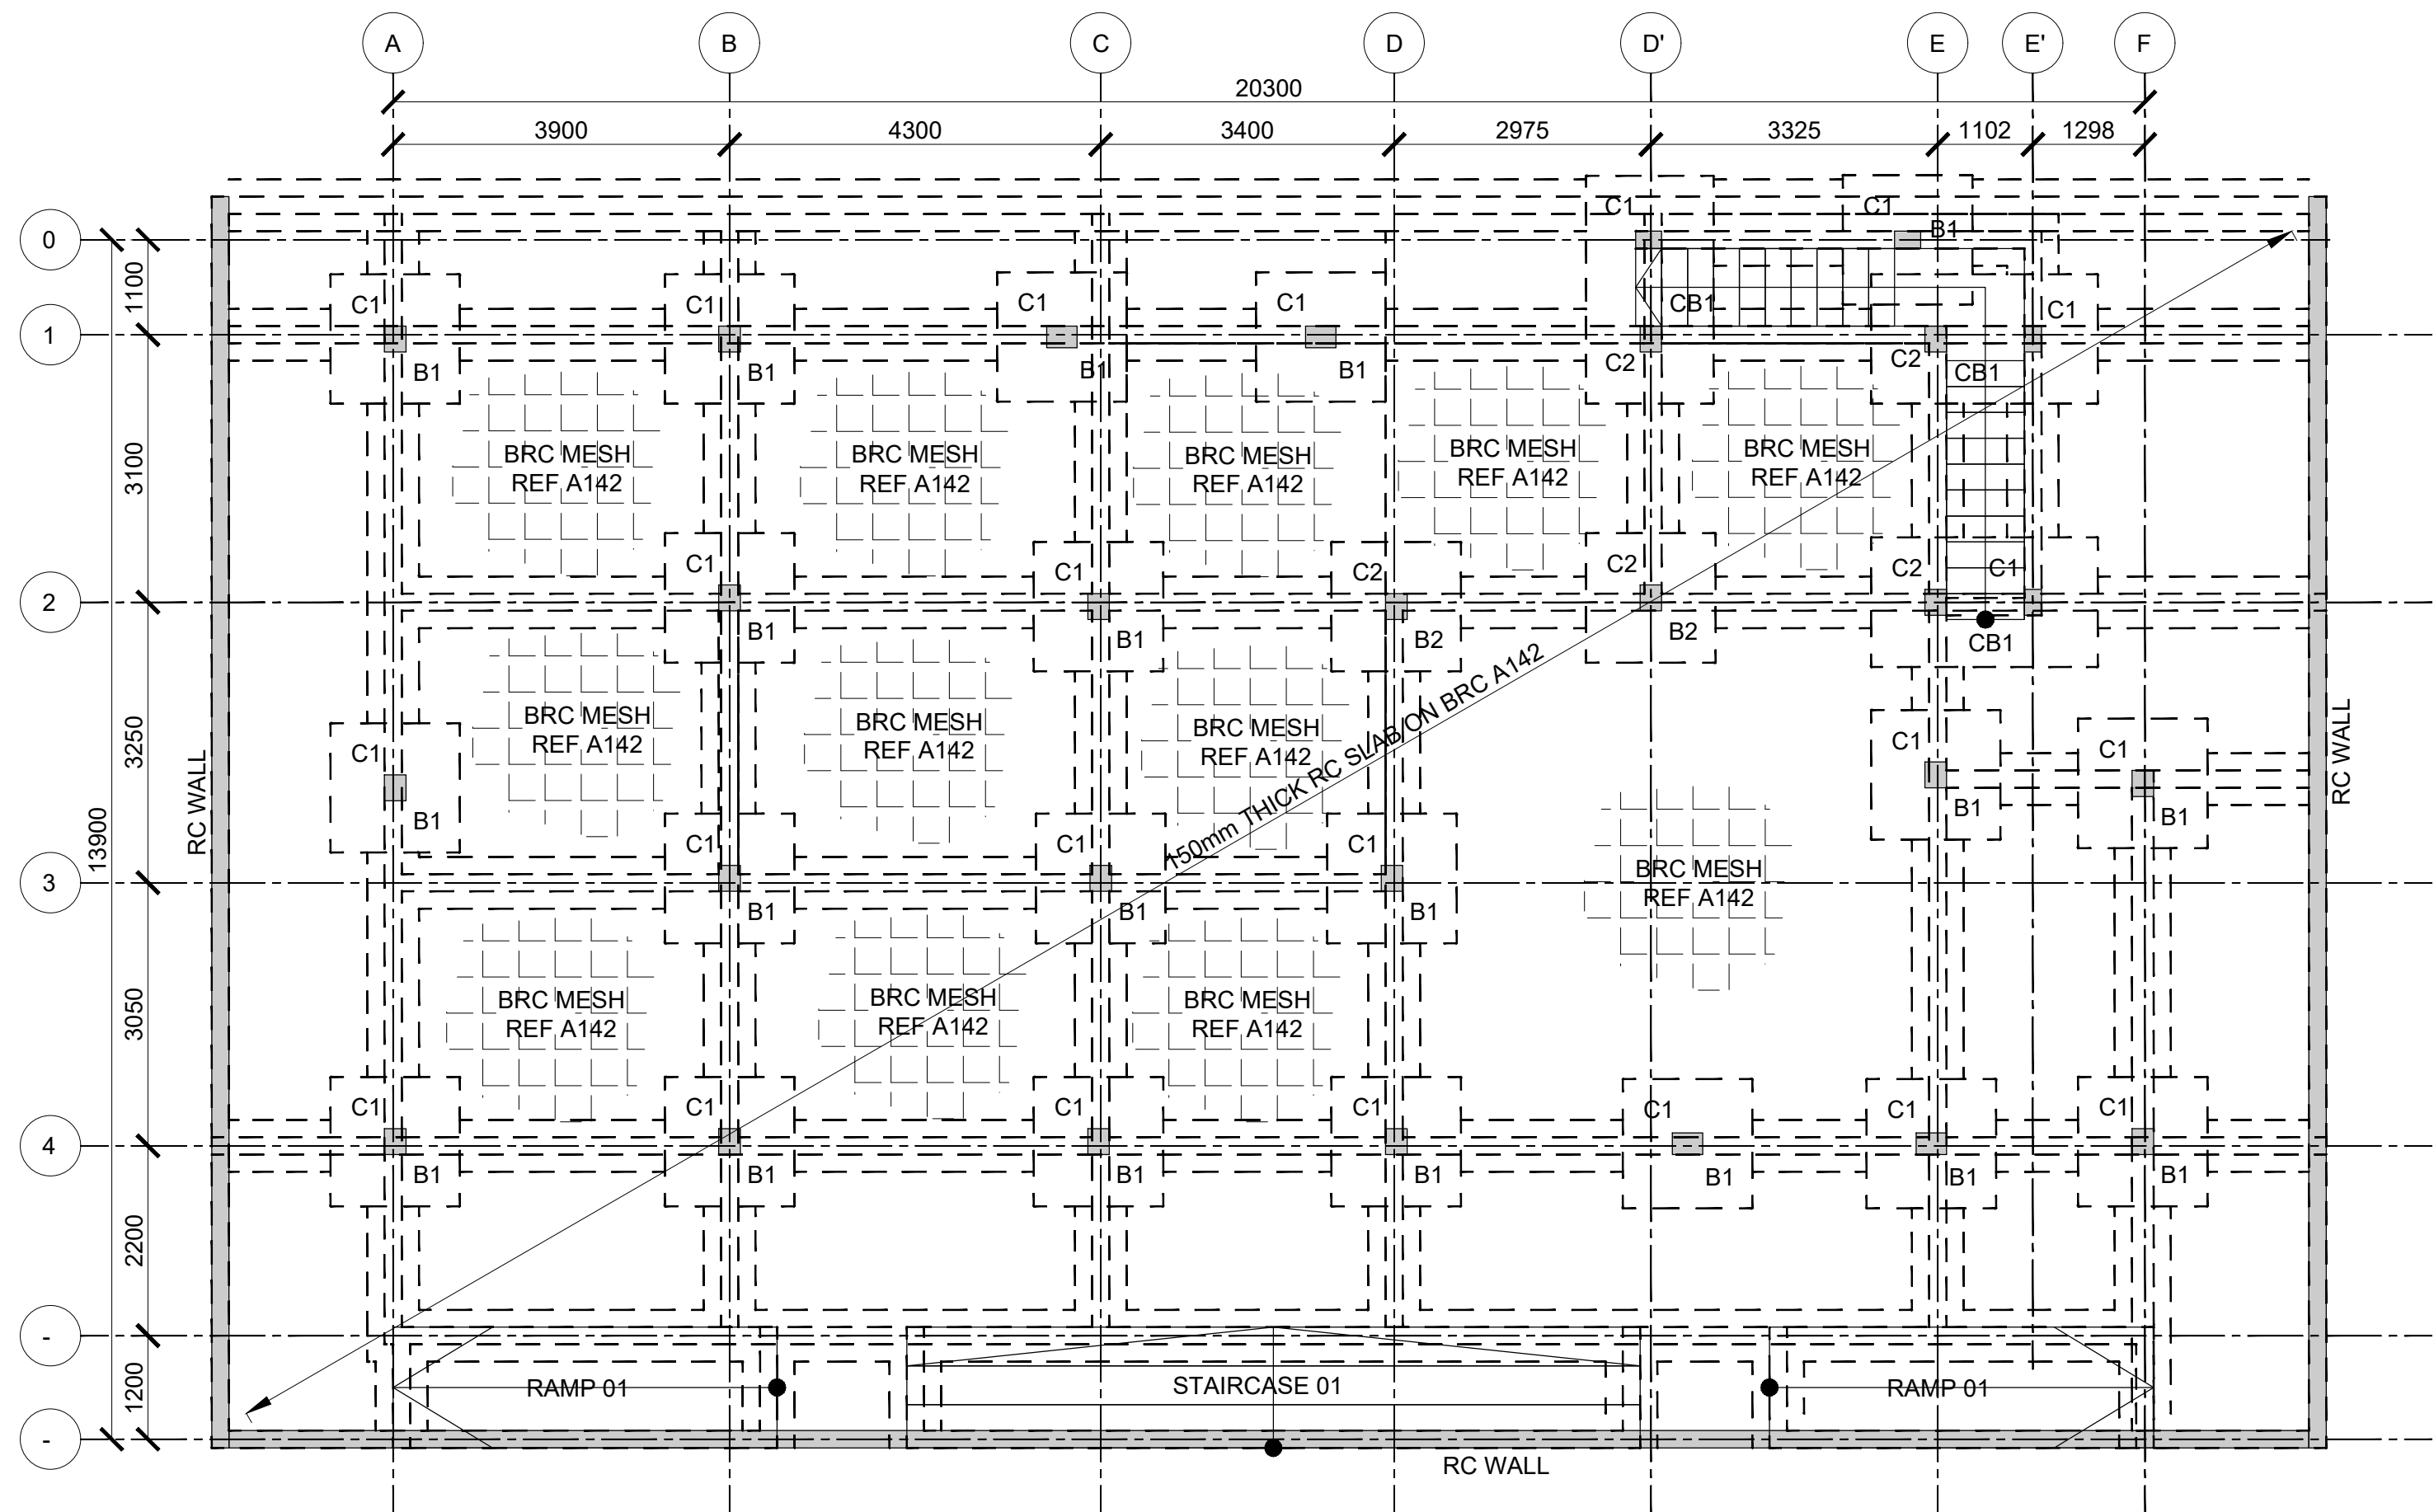 A
B
C
D
D'
E
E'
F
20300
3900
4300
3400
2975
3325
1102
1298
0
1
2
3
4
-
-
1100
3100
3250
3050
2200
1200
13900
C1
C1
B1
C1
C1
C1
C1
CB1
C1
B1
B1
B1
B1
C2
C2
CB1
BRC MESH
REF A142
BRC MESH
REF A142
BRC MESH
REF A142
BRC MESH
REF A142
BRC MESH
REF A142
C1
C1
C2
C2
C2
C1
B1
B1
B2
B2
CB1
BRC MESH
REF A142
BRC MESH
REF A142
BRC MESH
REF A142
150mm THICK RC SLAB ON BRC A142
C1
B1
C1
B1
C1
B1
RC WALL
RC WALL
C1
C1
C1
B1
B1
B1
BRC MESH
REF A142
BRC MESH
REF A142
BRC MESH
REF A142
BRC MESH
REF A142
C1
C1
C1
C1
C1
C1
C1
B1
B1
B1
B1
B1
B1
B1
RAMP 01
STAIRCASE 01
RAMP 01
RC WALL